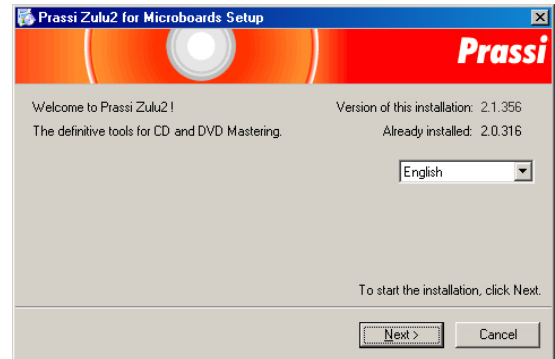 Prassi Zulu2 for Microboards Setup
Prassi
Welcome to Prassi Zulu2 !
Version of this installation: 2.1.356
The definitive tools for CD and DVD Mastering.
Already installed: 2.0.316
English
To start the installation, click Next.
Next >
Cancel